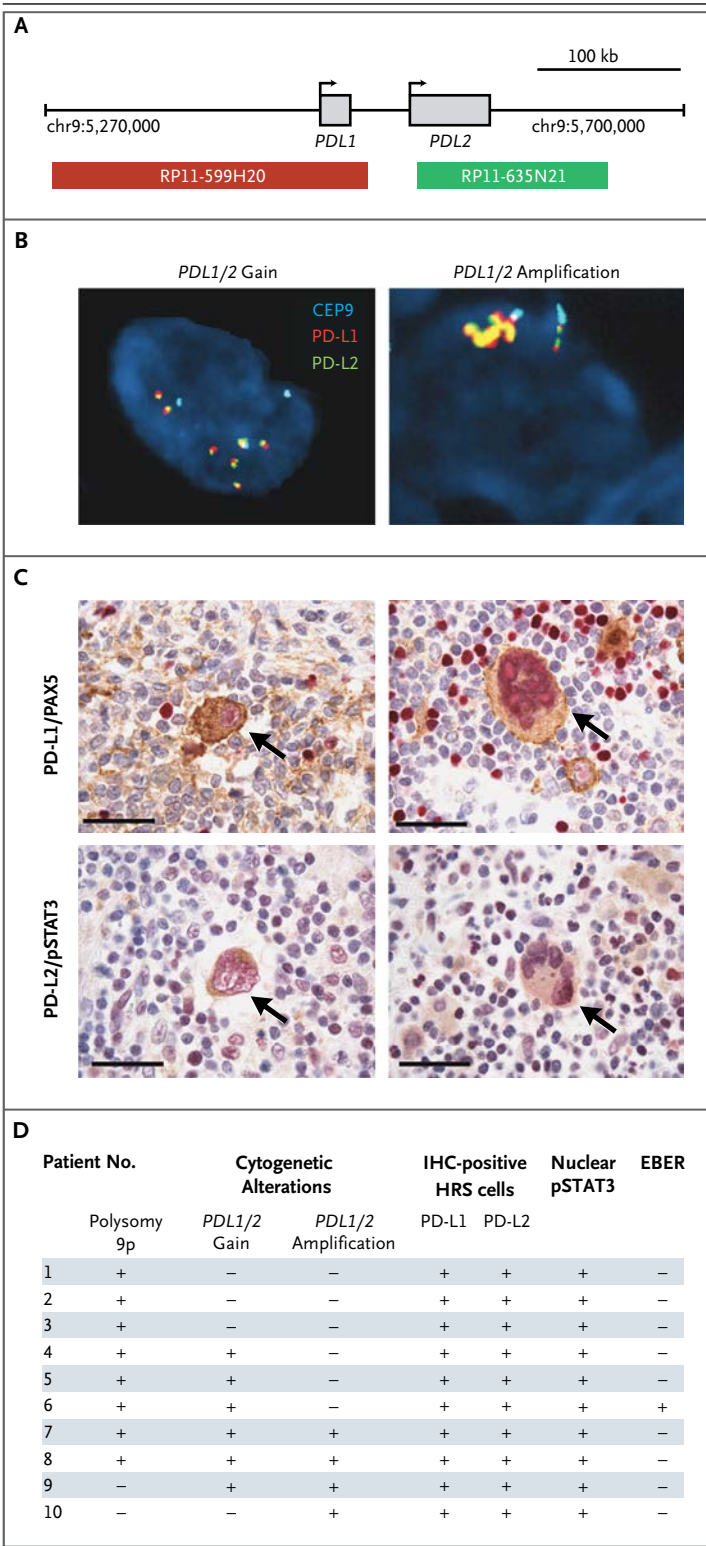 A
100 kb
chr9:5,270,000
PDL1
PDL2
chr9:5,700,000
RP11-599H20
RP11-635N21
B
PDL1/2 Gain
PDL1/2 Amplification
CEP9
PD-L1
PD-L2
C
PD-L1/PAX5
PD-L2/pSTAT3
D
Patient No. Cytogenetic IHC-positive Nuclear EBER
Alterations HRS cells pSTAT3
Polysomy PDL1/2 PDL1/2 PD-L1 PD-L2
9p Gain Amplification
1 + – – + + + –
2 + – – + + + –
3 + – – + + + –
4 + + – + + + –
5 + + – + + + –
6 + + – + + + +
7 + + + + + + –
8 + + + + + + –
9 – + + + + + –
10 – – + + + + –